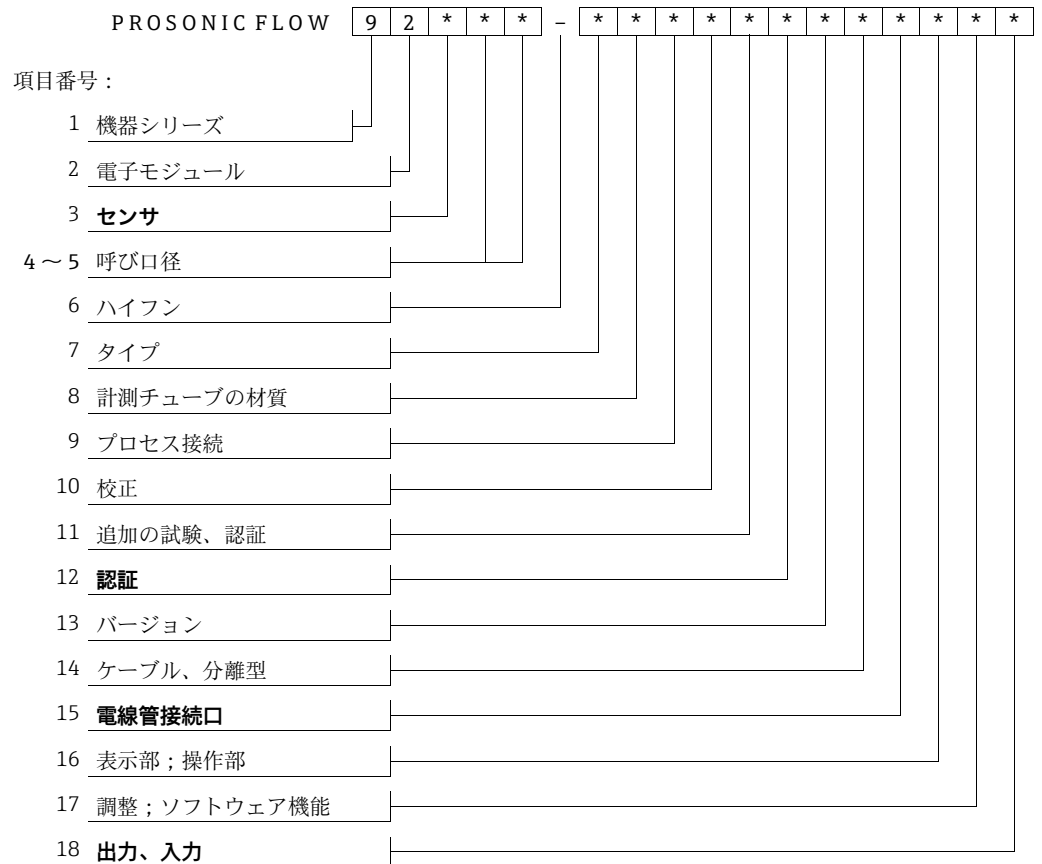 PROSONIC FLOW 9 2 * * * – * * * * * * * * * * * *
項目番号：
1 機器シリーズ
2 電子モジュール
3 センサ
4～5 呼び口径
6 ハイフン
7 タイプ
8 計測チューブの材質
9 プロセス接続
10 校正
11 追加の試験、認証
12 認証
13 バージョン
14 ケーブル、分離型
15 電線管接続口
16 表示部；操作部
17 調整；ソフトウェア機能
18 出力、入力